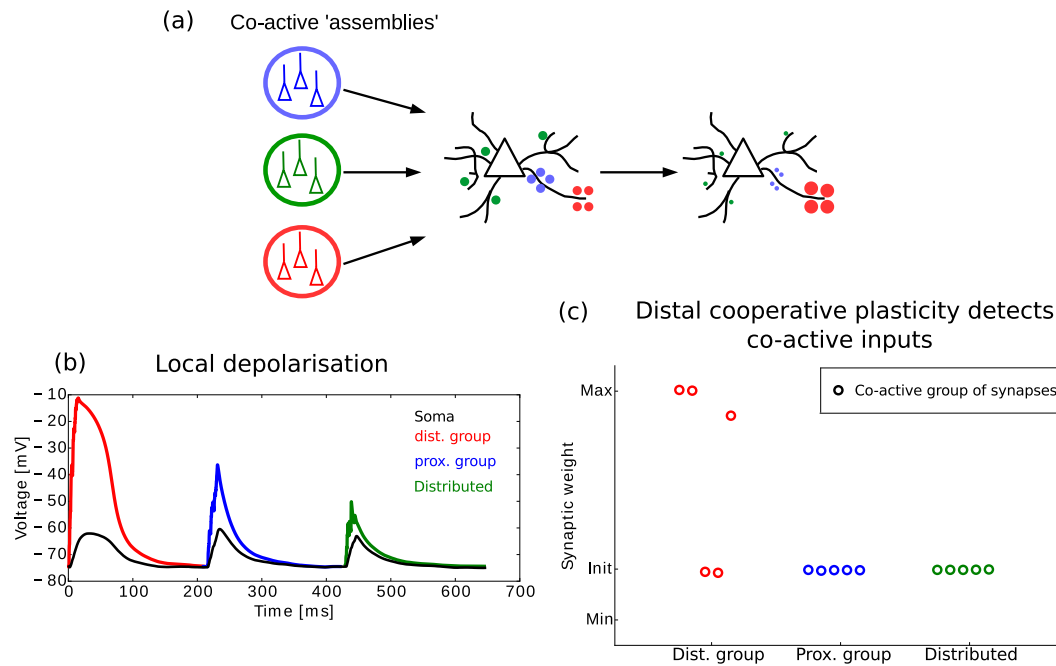 (a) Co-active 'assemblies'
(b) Local depolarisation
Voltage [mV]
− 10
− 20
− 30
− 40
− 50
− 60
− 70
− 80
Soma
dist. group
prox. group
Distributed
0 100 200 300 400 500 600 700
Time [ms]
(c) Distal cooperative plasticity detects
co-active inputs
Synaptic weight
Max
Init
Min
Co-active group of synapses
Dist. group Prox. group Distributed